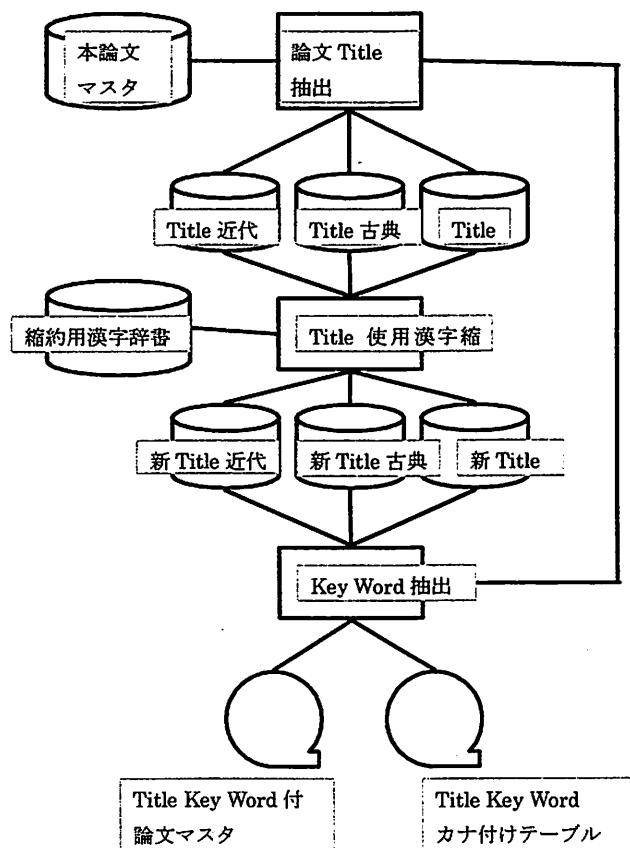 本論文
マスタ
論文 Title
抽出
Title 近代
Title 古典
Title
縮約用漢字辞書
Title 使用漢字縮
新 Title 近代
新 Title 古典
新 Title
Key Word 抽出
Title Key Word 付
論文マスタ
Title Key Word
カナ付けテーブル